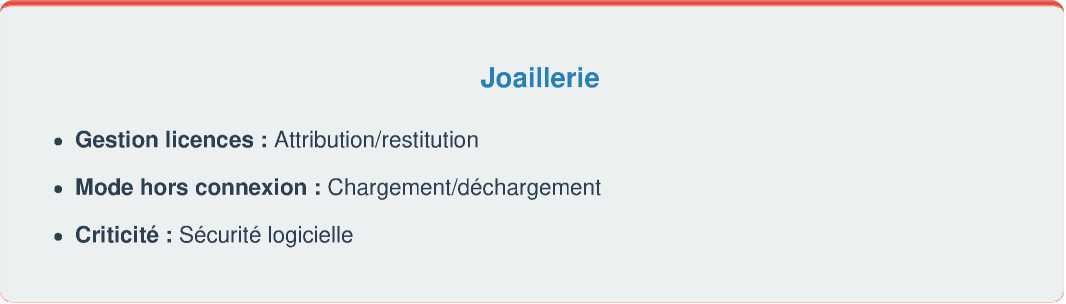 Joaillerie
• Gestion licences : Attribution/restitution
• Mode hors connexion : Chargement/déchargement
• Criticité : Sécurité logicielle